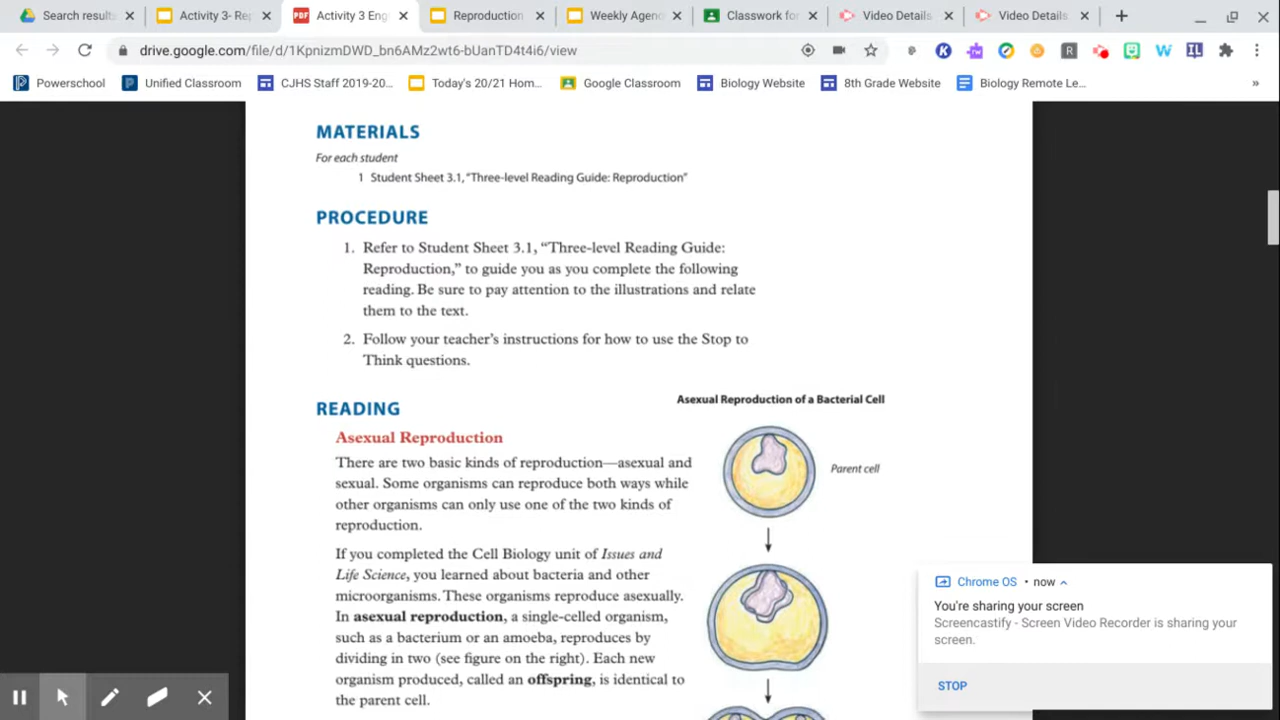 Search results
Activity 3- Rep
PDF
Activity 3 Eng
Reproduction
Weekly Agend
Classwork for
Video Details
Video Details
drive.google.com/file/d/1KpnizmDWD_bn6AMz2wt6-bUanTD4t4i6/view
Powerschool
Unified Classroom
CJHS Staff 2019-20...
Today's 20/21 Hom...
Google Classroom
Biology Website
8th Grade Website
Biology Remote Le...
MATERIALS
For each student
1 Student Sheet 3.1, “Three-level Reading Guide: Reproduction”
PROCEDURE
1. Refer to Student Sheet 3.1, “Three-level Reading Guide:
Reproduction,” to guide you as you complete the following
reading. Be sure to pay attention to the illustrations and relate
them to the text.
2. Follow your teacher’s instructions for how to use the Stop to
Think questions.
READING
Asexual Reproduction
There are two basic kinds of reproduction—asexual and
sexual. Some organisms can reproduce both ways while
other organisms can only use one of the two kinds of
reproduction.
If you completed the Cell Biology unit of Issues and
Life Science, you learned about bacteria and other
microorganisms. These organisms reproduce asexually.
In asexual reproduction, a single-celled organism,
such as a bacterium or an amoeba, reproduces by
dividing in two (see figure on the right). Each new
organism produced, called an offspring, is identical to
the parent cell.
Asexual Reproduction of a Bacterial Cell
Parent cell
Chrome OS • now
You're sharing your screen
Screencastify - Screen Video Recorder is sharing your
screen.
STOP